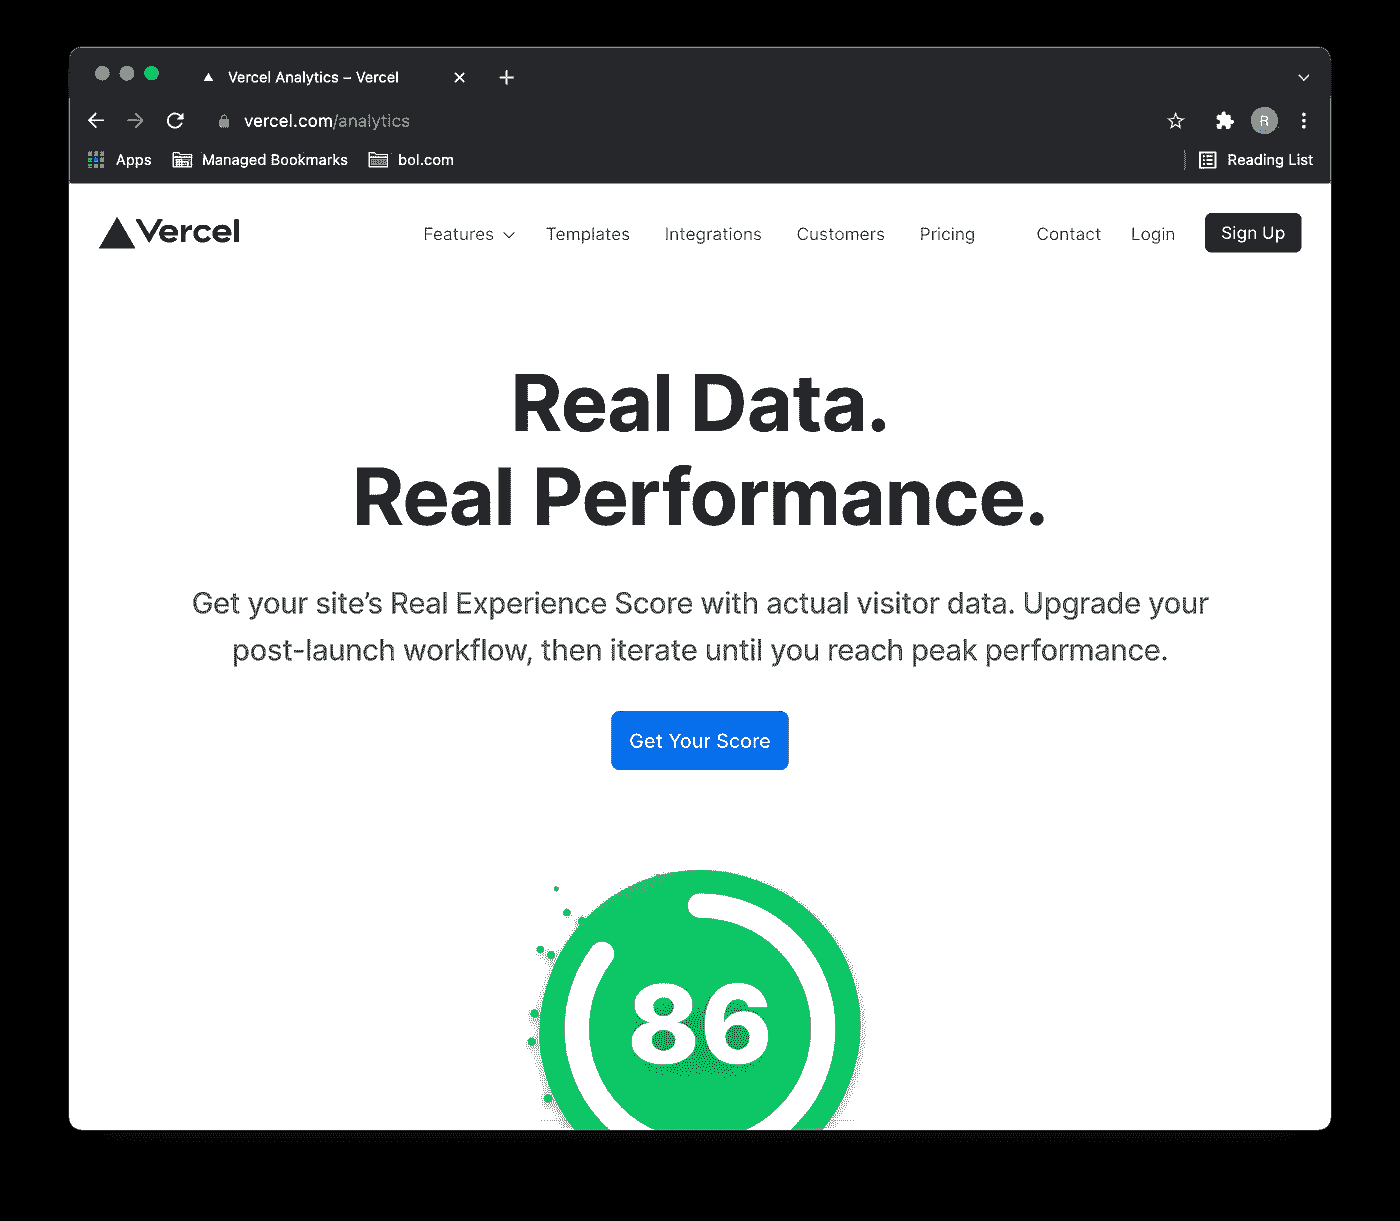 Vercel Analytics – Vercel
vercel.com/analytics
R
Apps Managed Bookmarks bol.com Reading List
Vercel Features Templates Integrations Customers Pricing Contact Login Sign Up
Real Data.
Real Performance.
Get your site’s Real Experience Score with actual visitor data. Upgrade your
post-launch workflow, then iterate until you reach peak performance.
Get Your Score
86